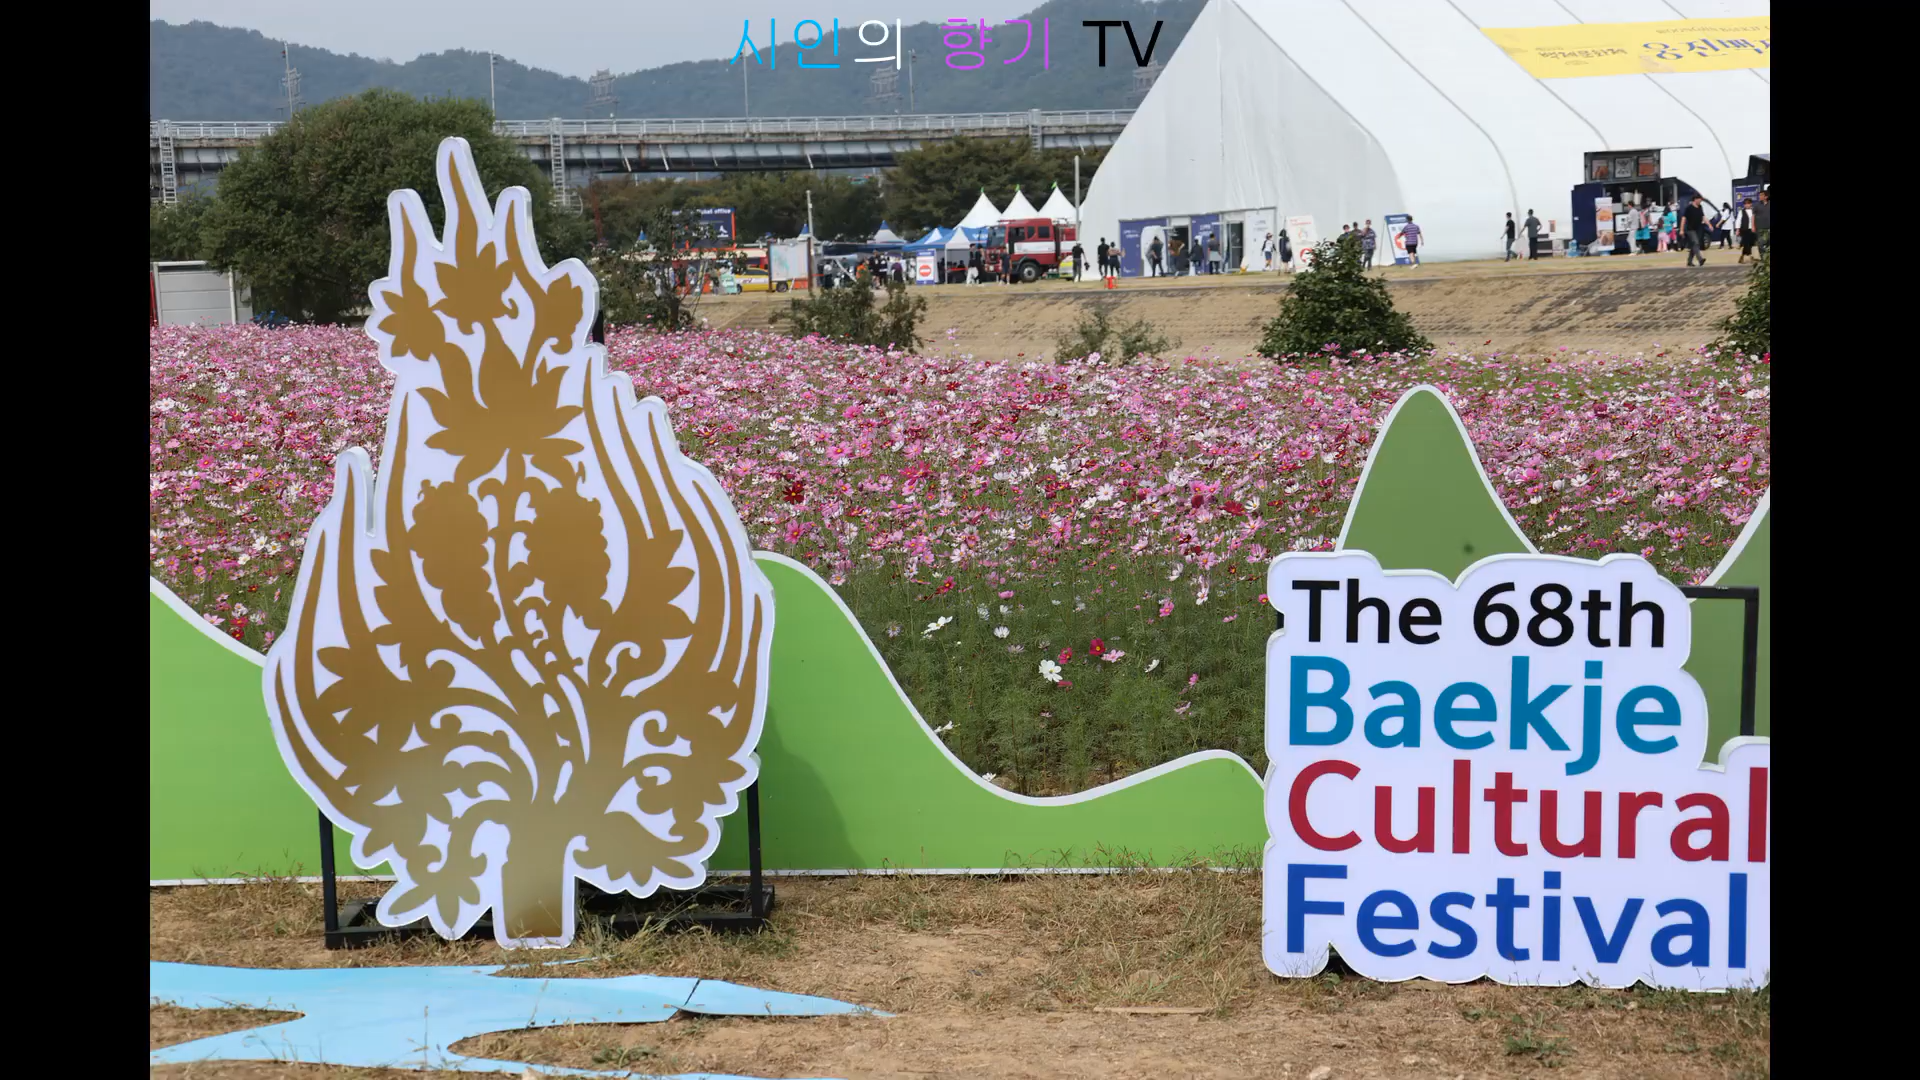 시인의 향기 TV
The 68th
Baekje
Cultural
Festival